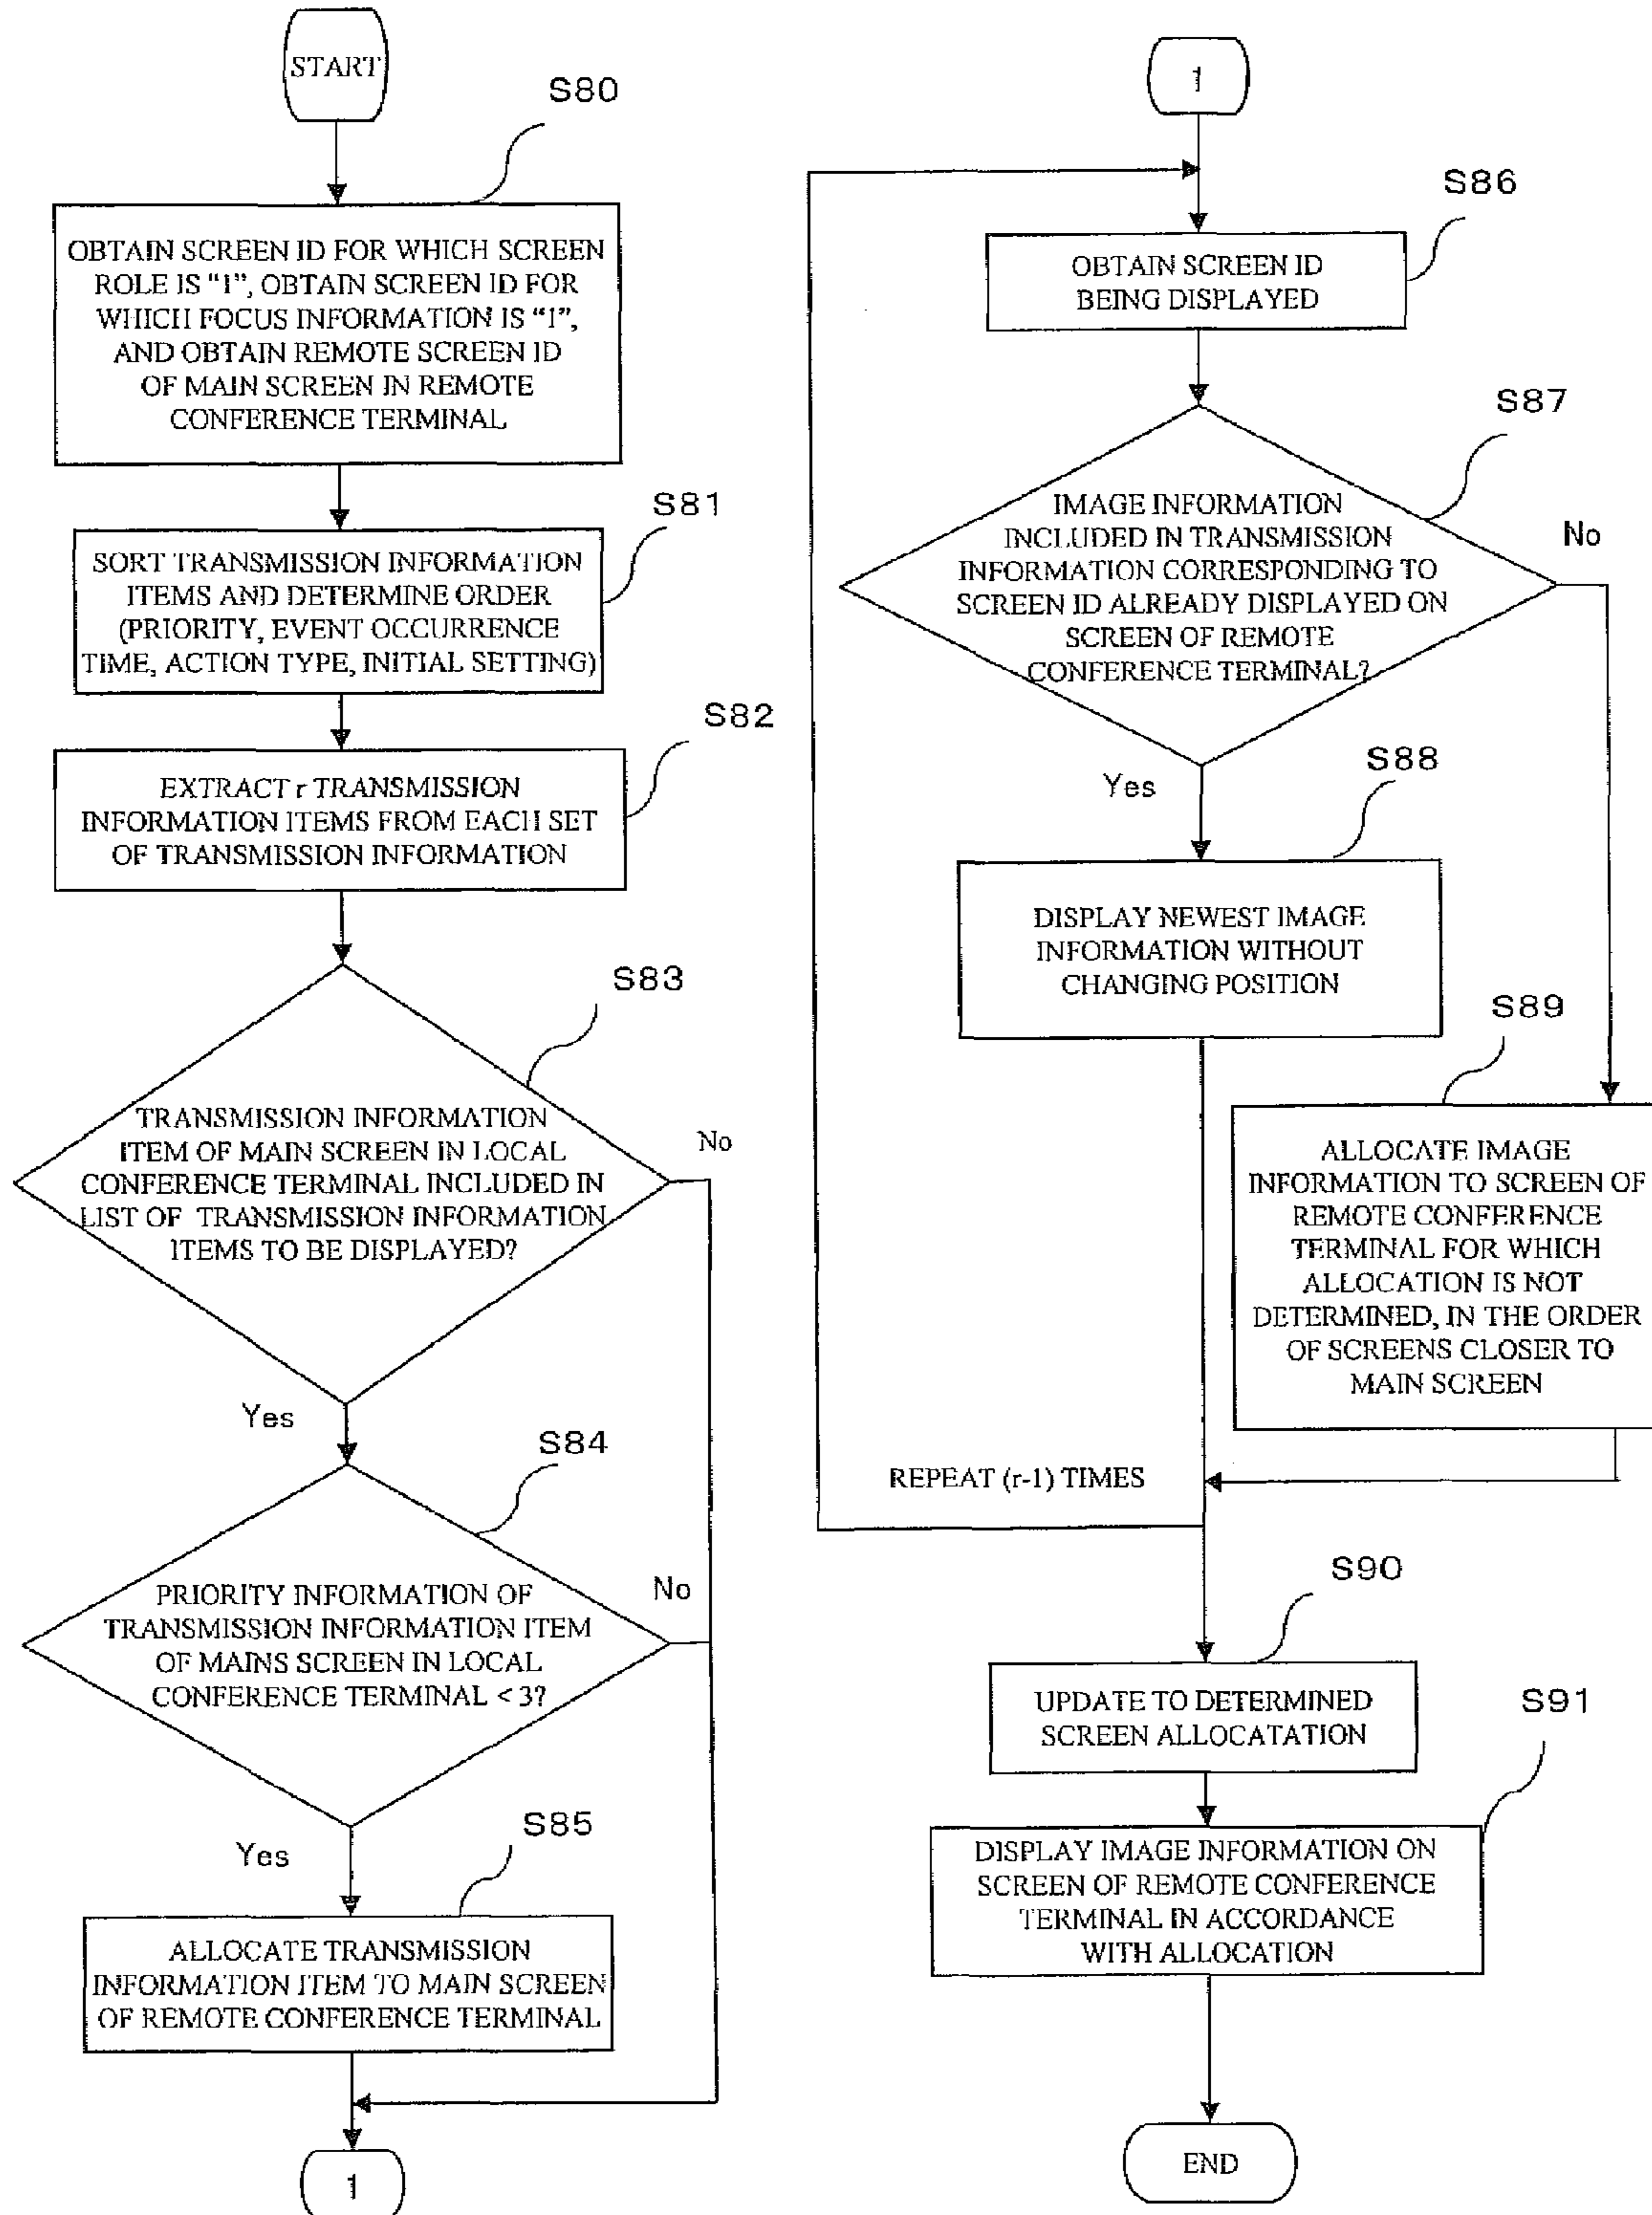 START
S80
OBTAIN SCREEN ID FOR WHICH SCREEN
ROLE IS "1", OBTAIN SCREEN ID FOR
WHICH FOCUS INFORMATION IS "1",
AND OBTAIN REMOTE SCREEN ID
OF MAIN SCREEN IN REMOTE
CONFERENCE TERMINAL
S81
SORT TRANSMISSION INFORMATION
ITEMS AND DETERMINE ORDER
(PRIORITY, EVENT OCCURRENCE
TIME, ACTION TYPE, INITIAL SETTING)
S82
EXTRACT r TRANSMISSION
INFORMATION ITEMS FROM EACH SET
OF TRANSMISSION INFORMATION
S83
TRANSMISSION INFORMATION
ITEM OF MAIN SCREEN IN LOCAL
CONFERENCE TERMINAL INCLUDED IN
LIST OF TRANSMISSION INFORMATION
ITEMS TO BE DISPLAYED?
No
Yes
S84
PRIORITY INFORMATION OF
TRANSMISSION INFORMATION ITEM
OF MAINS SCREEN IN LOCAL
CONFERENCE TERMINAL < 3?
No
Yes
S85
ALLOCATE TRANSMISSION
INFORMATION ITEM TO MAIN SCREEN
OF REMOTE CONFERENCE TERMINAL
1
1
S86
OBTAIN SCREEN ID
BEING DISPLAYED
S87
IMAGE INFORMATION
INCLUDED IN TRANSMISSION
INFORMATION CORRESPONDING TO
SCREEN ID ALREADY DISPLAYED ON
SCREEN OF REMOTE
CONFERENCE TERMINAL?
No
Yes
S88
DISPLAY NEWEST IMAGE
INFORMATION WITHOUT
CHANGING POSITION
S89
ALLOCATE IMAGE
INFORMATION TO SCREEN OF
REMOTE CONFERENCE
TERMINAL FOR WHICH
ALLOCATION IS NOT
DETERMINED, IN THE ORDER
OF SCREENS CLOSER TO
MAIN SCREEN
REPEAT (r-1) TIMES
S90
UPDATE TO DETERMINED
SCREEN ALLOCATATION
S91
DISPLAY IMAGE INFORMATION ON
SCREEN OF REMOTE CONFERENCE
TERMINAL IN ACCORDANCE
WITH ALLOCATION
END